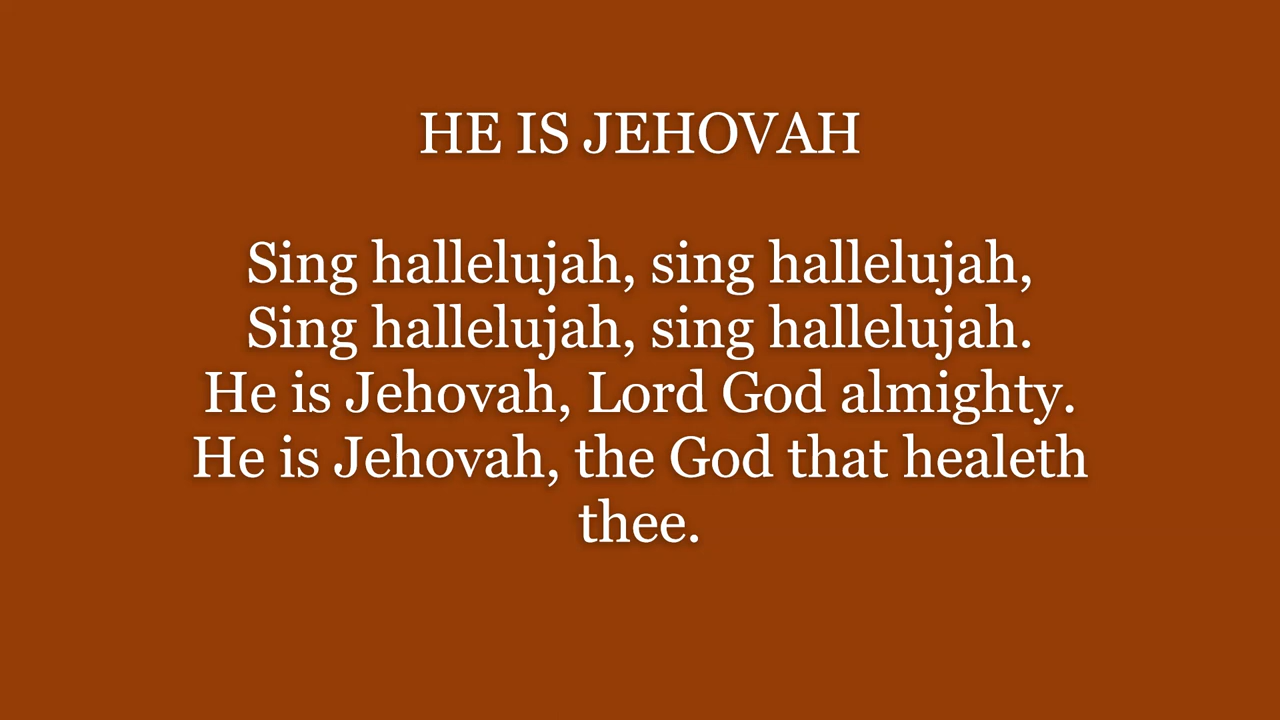 HE IS JEHOVAH
Sing hallelujah, sing hallelujah,
Sing hallelujah, sing hallelujah.
He is Jehovah, Lord God almighty.
He is Jehovah, the God that healeth
thee.